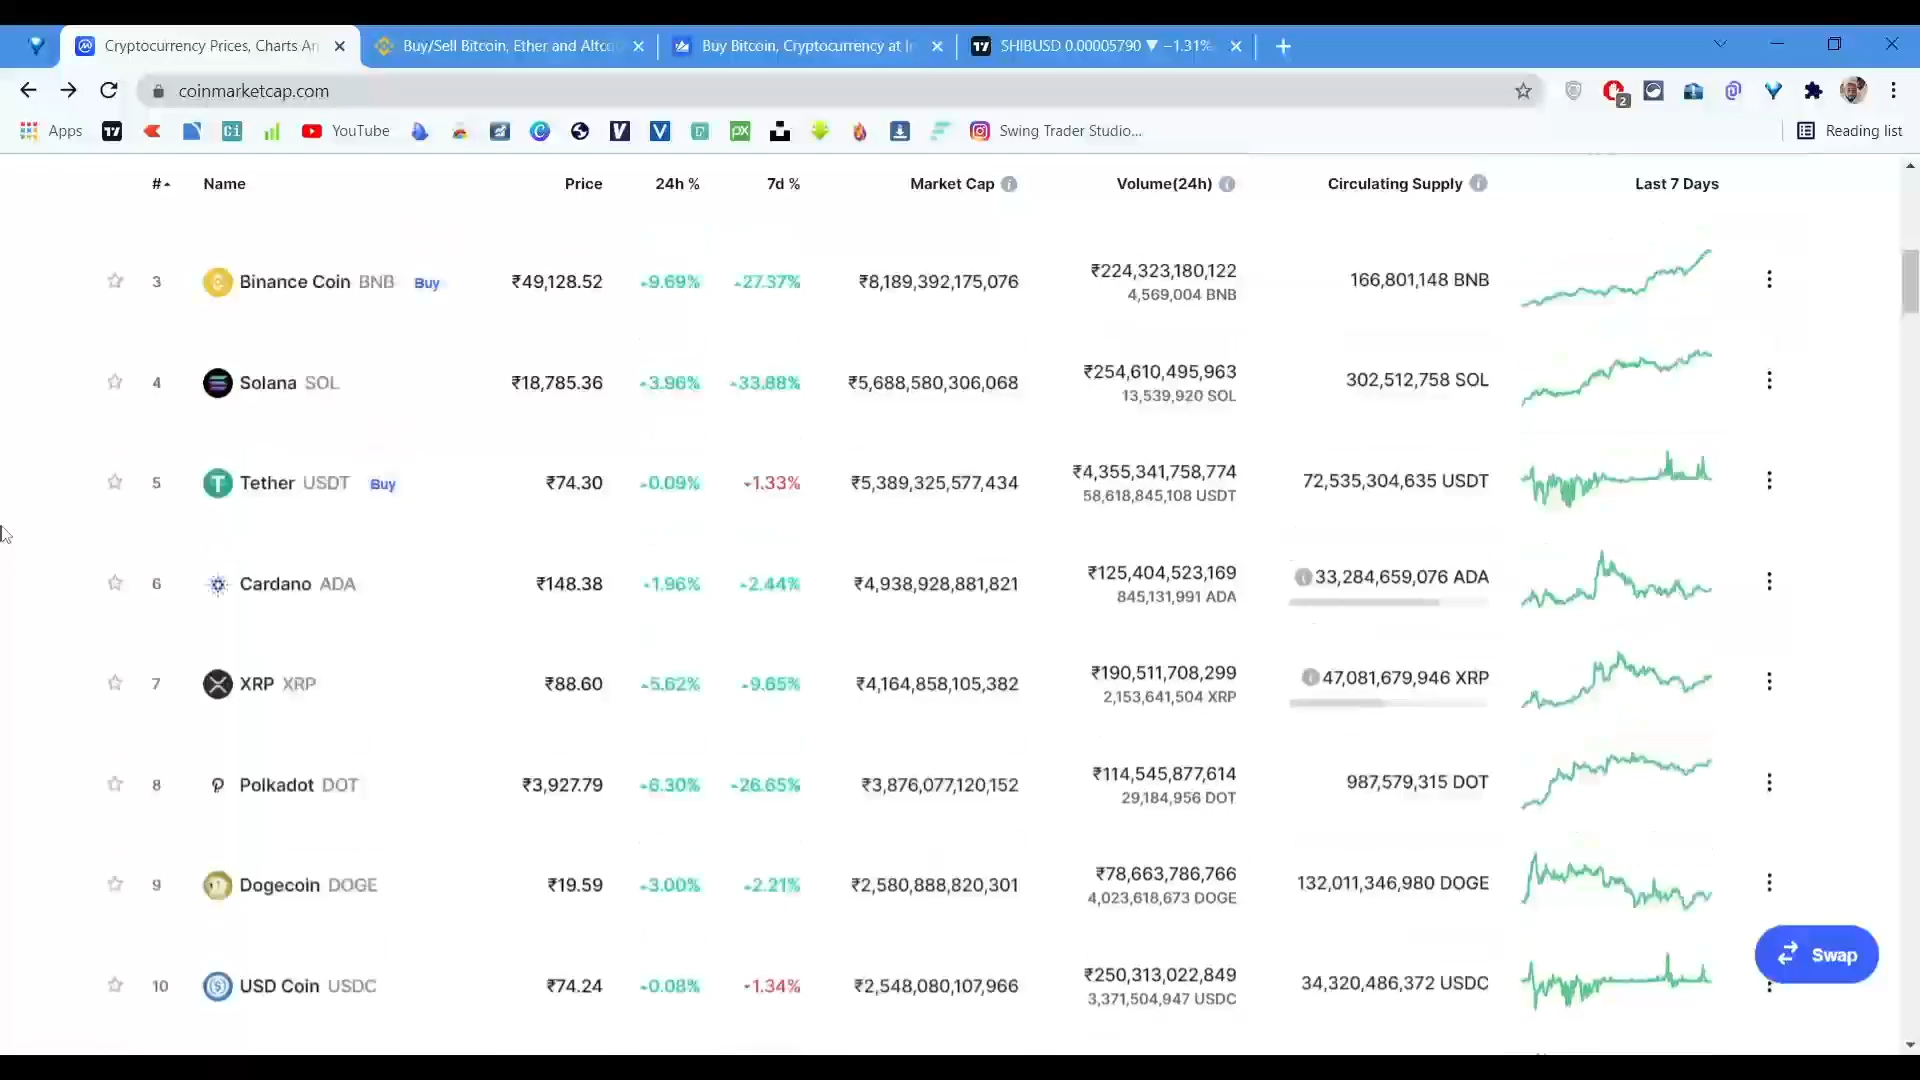 Cryptocurrency Prices, Charts An
Buy/Sell Bitcoin, Ether and Altco
Buy Bitcoin, Cryptocurrency at I
SHIBUSD 0.00005790 ▼ −1.31%
coinmarketcap.com
2
Apps
YouTube
Swing Trader Studio...
Reading list
# Name Price 24h % 7d % Market Cap Volume(24h) Circulating Supply Last 7 Days
3 Binance Coin BNB Buy ₹49,128.52 9.69% 27.37% ₹8,189,392,175,076 ₹224,323,180,122 166,801,148 BNB
4,569,004 BNB
4 Solana SOL ₹18,785.36 3.96% 33.88% ₹5,688,580,306,068 ₹254,610,495,963 302,512,758 SOL
13,539,920 SOL
5 Tether USDT Buy ₹74.30 0.09% 1.33% ₹5,389,325,577,434 ₹4,355,341,758,774 72,535,304,635 USDT
58,618,845,108 USDT
6 Cardano ADA ₹148.38 1.96% 2.44% ₹4,938,928,881,821 ₹125,404,523,169 33,284,659,076 ADA
845,131,991 ADA
7 XRP XRP ₹88.60 5.62% 9.65% ₹4,164,858,105,382 ₹190,511,708,299 47,081,679,946 XRP
2,153,641,504 XRP
8 Polkadot DOT ₹3,927.79 6.30% 26.65% ₹3,876,077,120,152 ₹114,545,877,614 987,579,315 DOT
29,184,956 DOT
9 Dogecoin DOGE ₹19.59 3.00% 2.21% ₹2,580,888,820,301 ₹78,663,786,766 132,011,346,980 DOGE
4,023,618,673 DOGE
Swap
10 USD Coin USDC ₹74.24 0.08% 1.34% ₹2,548,080,107,966 ₹250,313,022,849 34,320,486,372 USDC
3,371,504,947 USDC